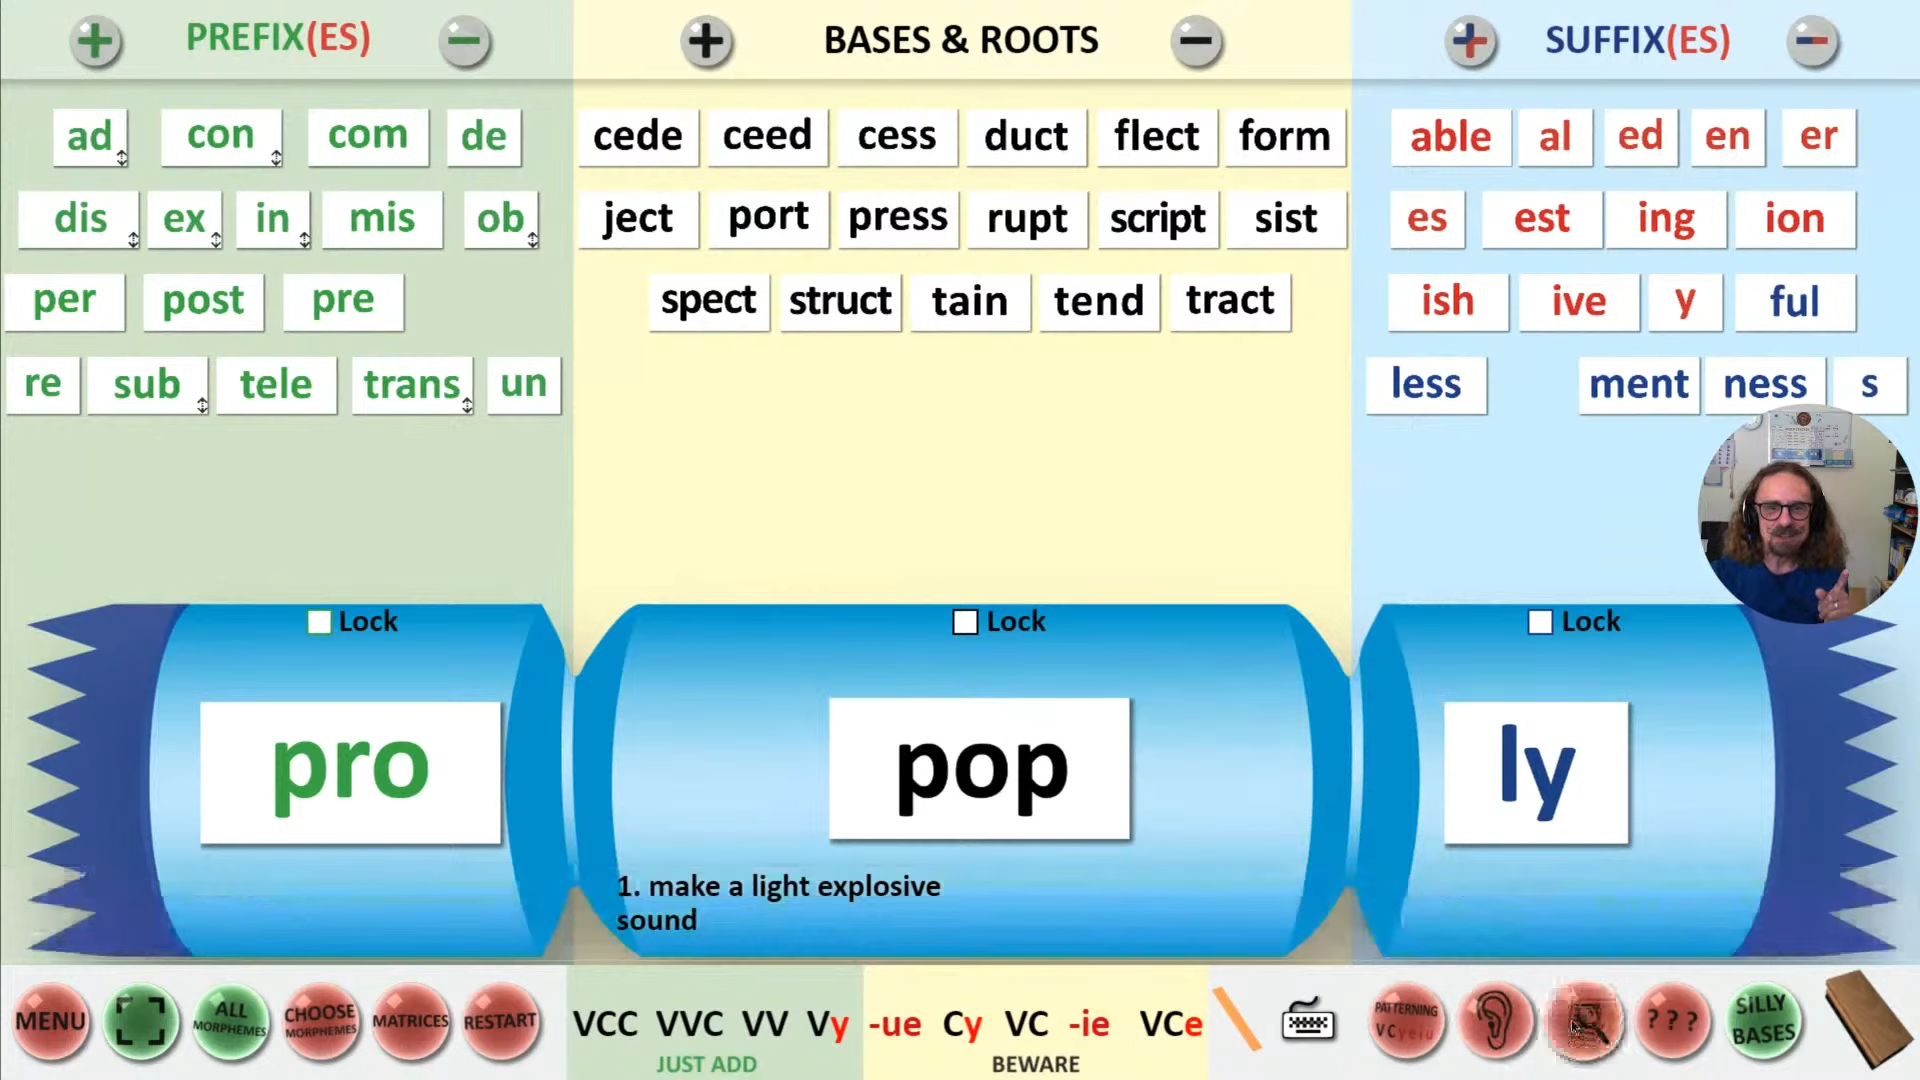 PREFIX(ES)
BASES & ROOTS
SUFFIX(ES)
ad con com de
dis ex in mis ob
per post pre
re sub tele trans un
cede ceed cess duct flect form
ject port press rupt script sist
spect struct tain tend tract
able al ed en er
es est ing ion
ish ive y ful
less ment ness s
Lock
Lock
Lock
pro
pop
ly
1. make a light explosive
sound
MENU
ALL
MORPHEMES
CHOOSE
MORPHEMES
MATRICES
RESTART
VCC VVC VV Vy -ue Cy VC -ie VCe
JUST ADD
BEWARE
PATTERNING
VCyeiu
???
SiLLY
BASES